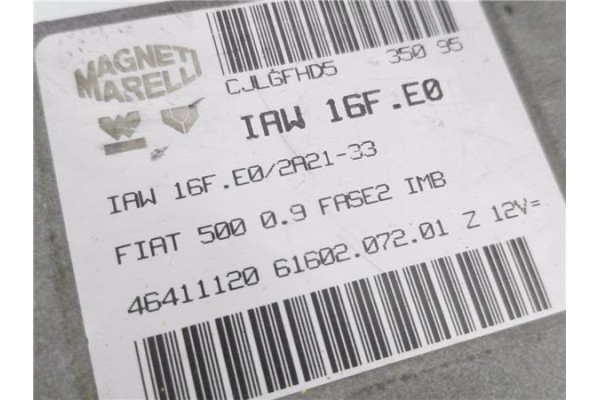 MAGNETI
MARELLI
CJLGFHD5 350 95
IAW 16F.E0
IAW 16F.E0/2A21-33
FIAT 500 0.9 FASE2 IMB
46411120 61602.072.01 Z 12V=